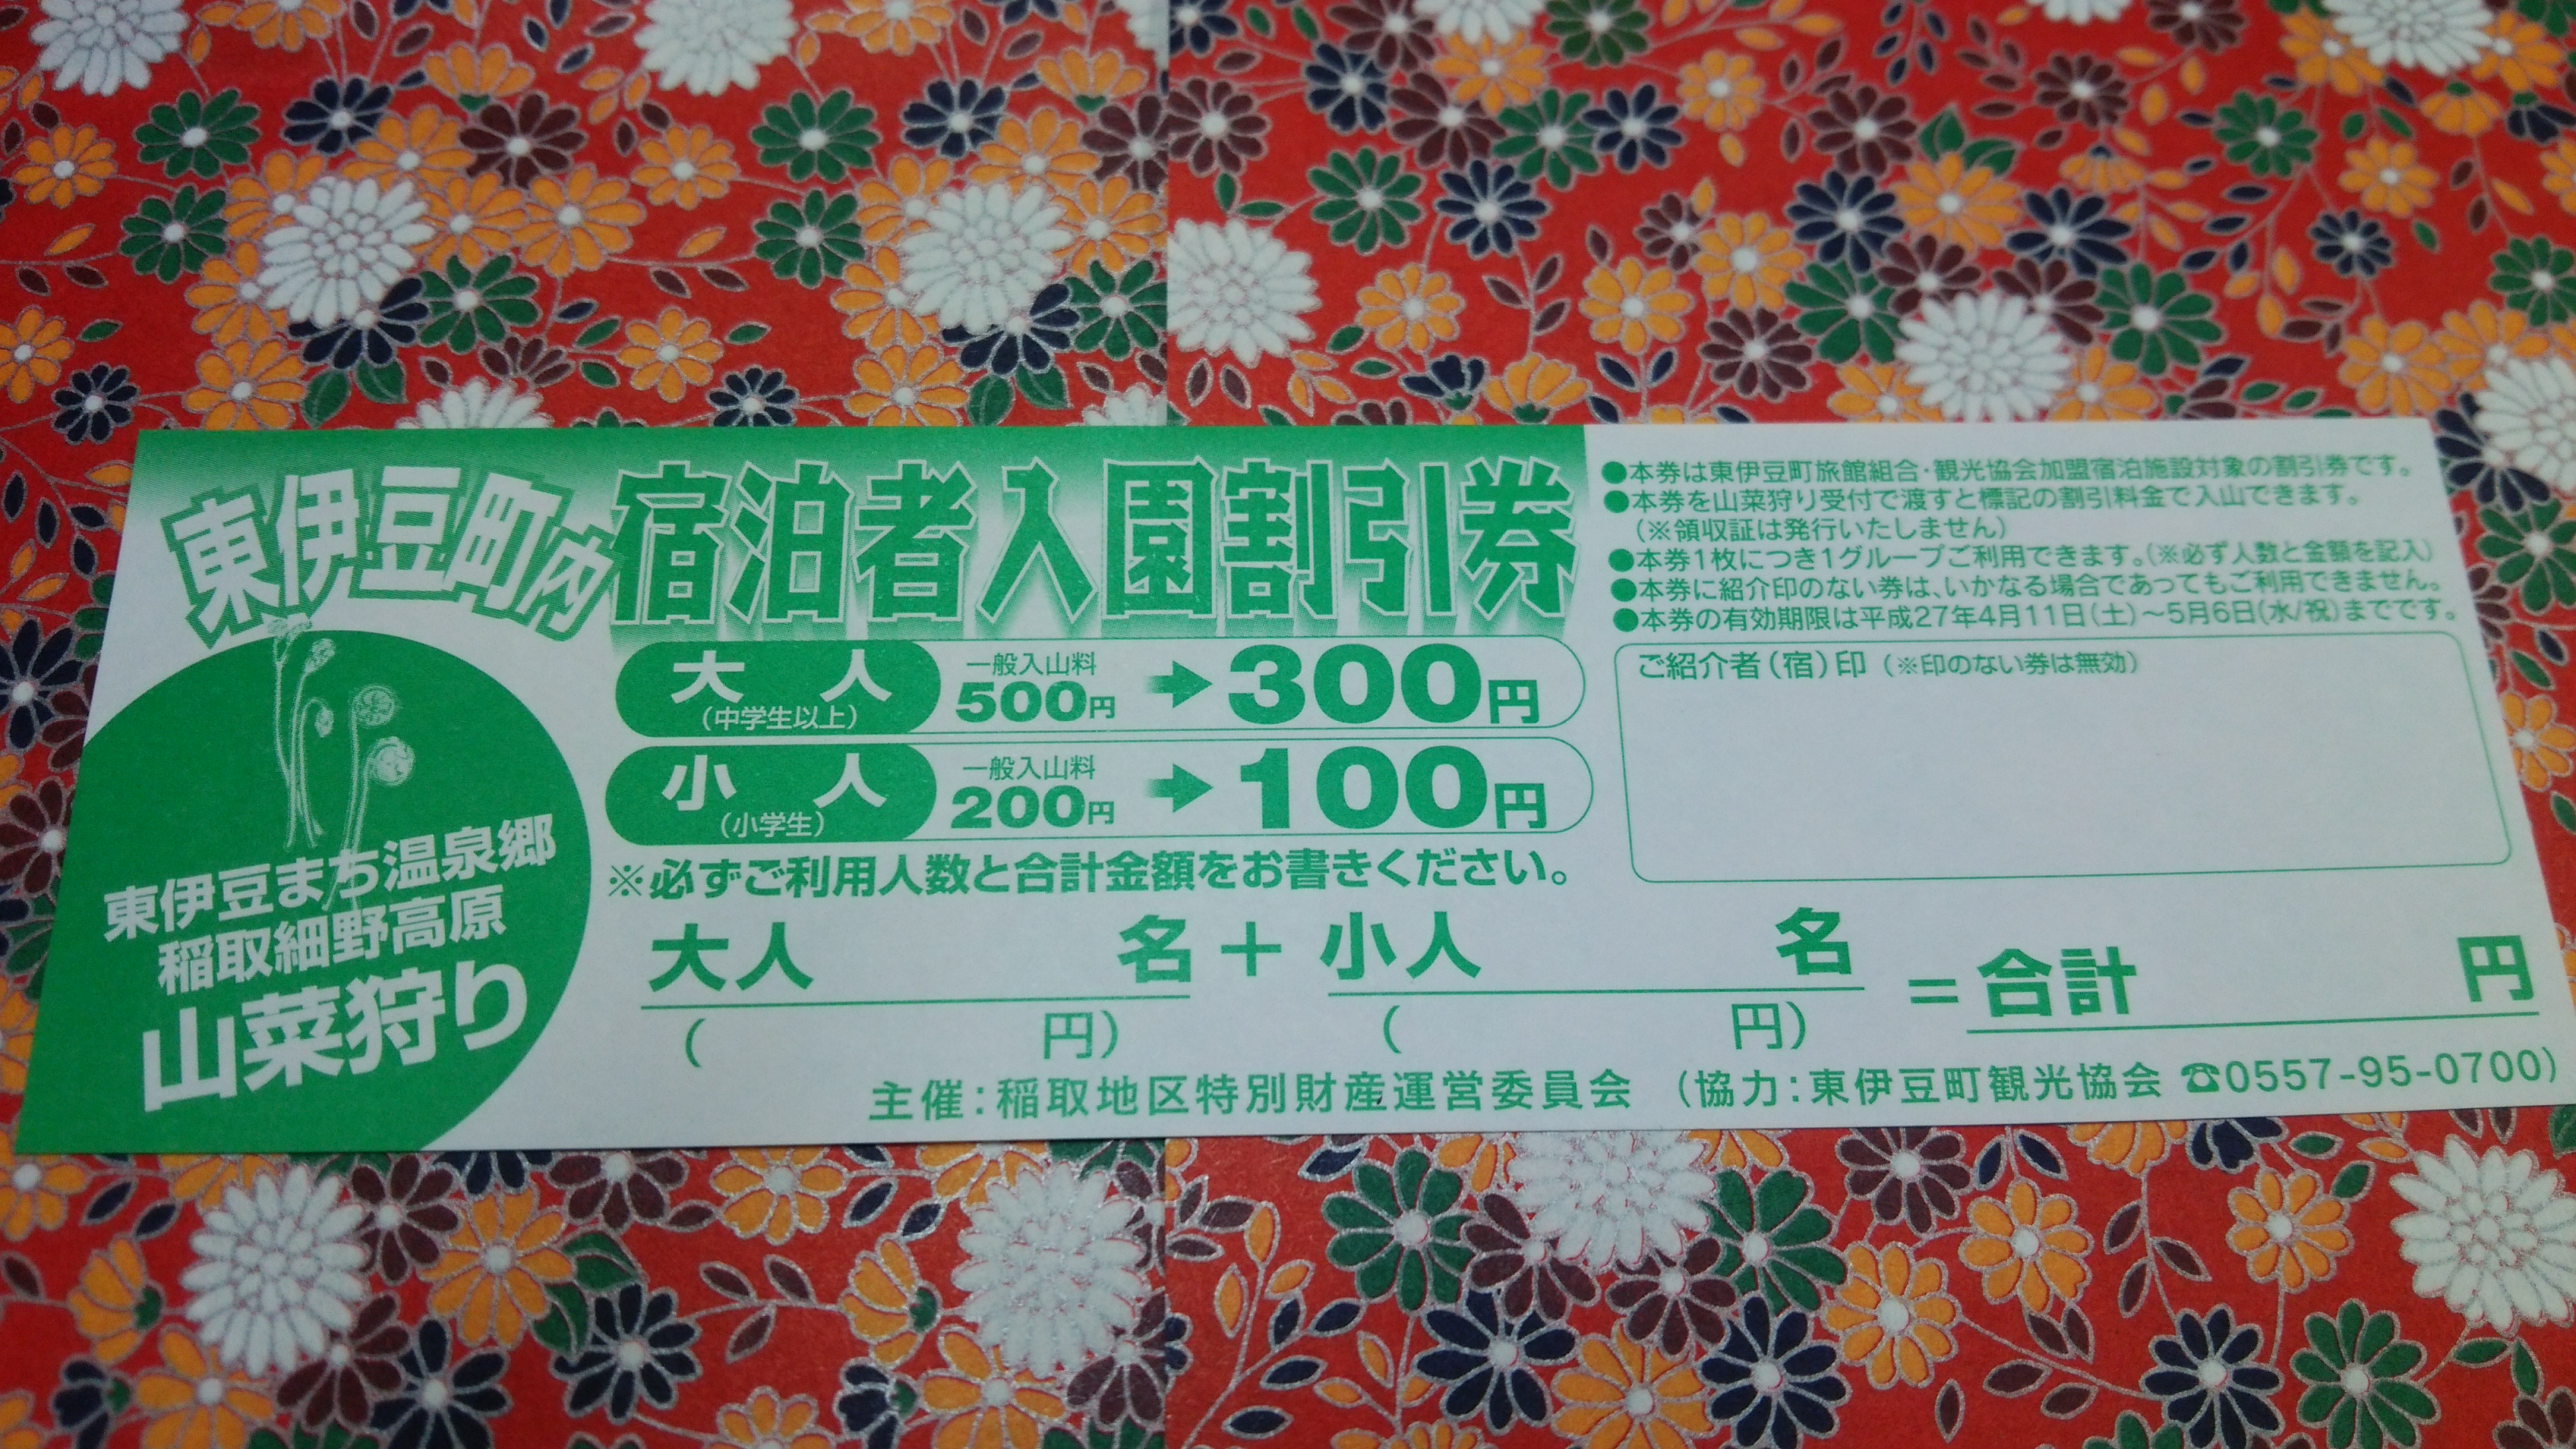 東伊豆町内
宿泊者入園割引券
東伊豆まち温泉郷
稲取細野高原
山菜狩り
大人
(中学生以上)
一般入山料
500円
300円
小人
(小学生)
一般入山料
200円
100円
※必ずご利用人数と合計金額をお書きください。
●本券は東伊豆町旅館組合・観光協会加盟宿泊施設対象の割引券です。
●本券を山菜狩り受付で渡すと標記の割引料金で入山できます。
(※領収証は発行いたしません)
●本券1枚につき1グループご利用できます。(※必ず人数と金額を記入)
●本券に紹介印のない券は、いかなる場合であってもご利用できません。
●本券の有効期限は平成27年4月11日(土)～5月6日(水/祝)までです。
ご紹介者(宿)印 (※印のない券は無効)
大人 名 + 小人 名 = 合計 円
( 円) ( 円)
主催:稲取地区特別財産運営委員会 (協力:東伊豆町観光協会 ☎0557-95-0700)